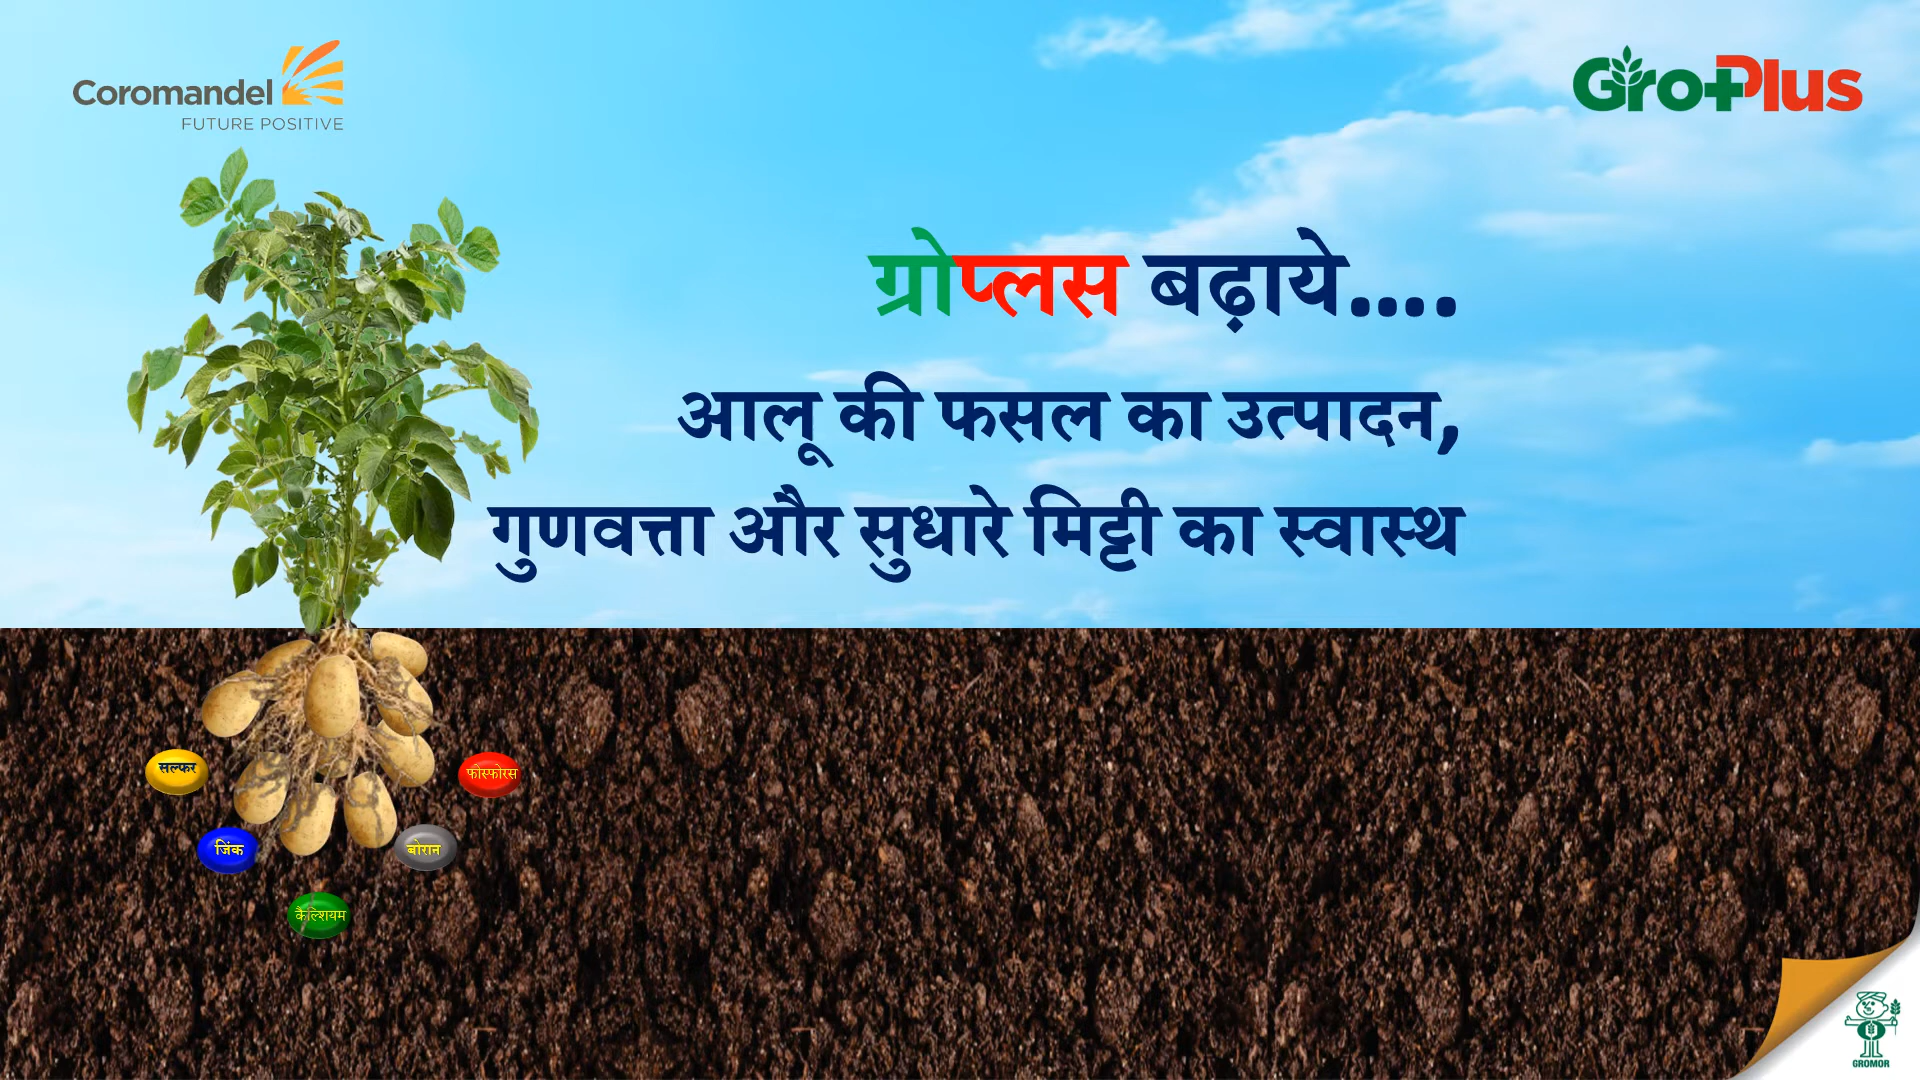 Coromandel
FUTURE POSITIVE
GroPlus
ग्रोप्लस बढ़ाये....
आलू की फसल का उत्पादन,
गुणवत्ता और सुधारे मिट्टी का स्वास्थ
सल्फर
फोस्फोरस
जिंक
बोरान
कैल्शियम
GROMOR